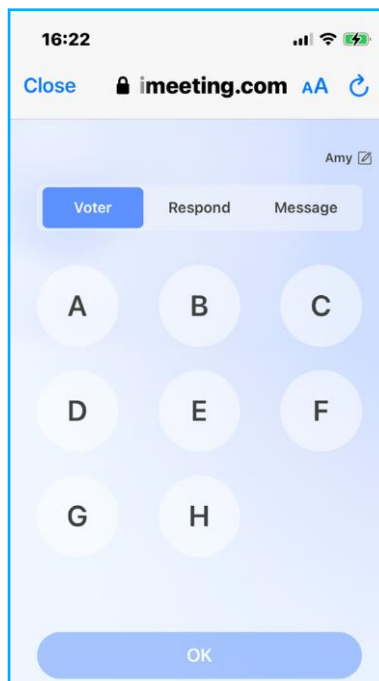 16:22
Close imeeting.com AA
Amy
Voter Respond Message
A B C
D E F
G H
OK